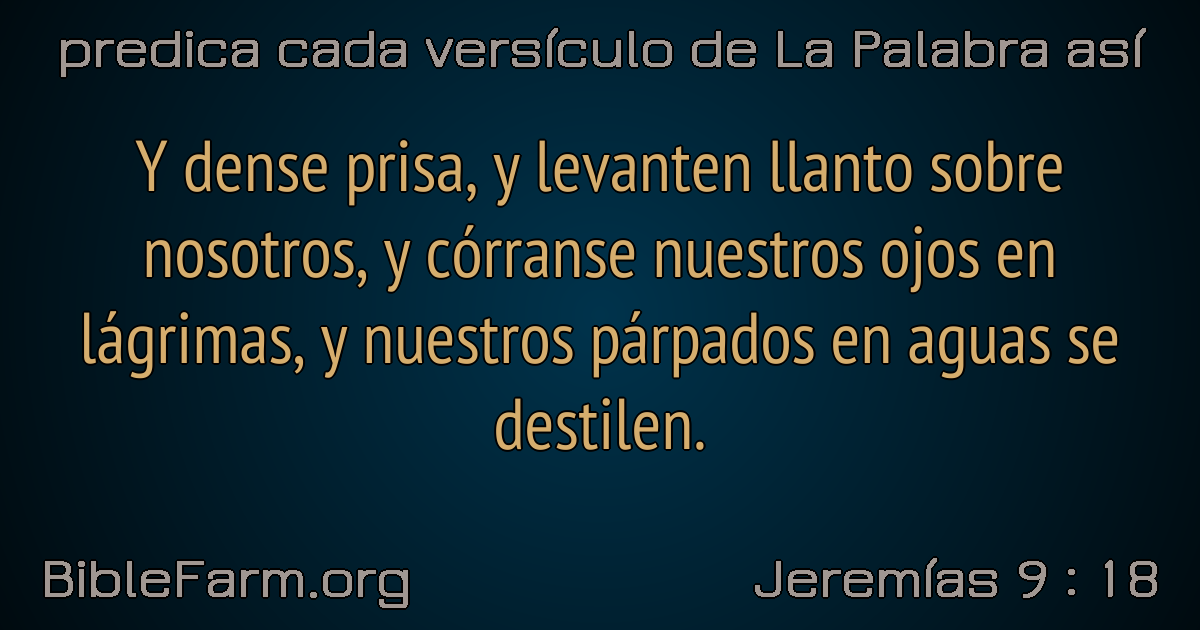 predica cada versículo de La Palabra así
Y dense prisa, y levanten llanto sobre
nosotros, y córranse nuestros ojos en
lágrimas, y nuestros párpados en aguas se
destilen.
BibleFarm.org
Jeremías 9 : 18